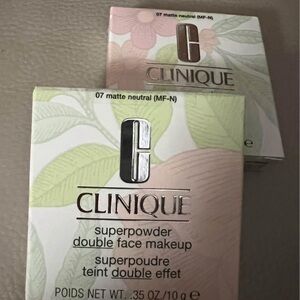 07 matte neutral (MF-N)
CLINIQUE
e
07 matte neutral (MF-N)
CLINIQUE
superpowder
double face makeup
superpoudre
teint double effet
POIDS NET WT. .35 OZ/10 g e